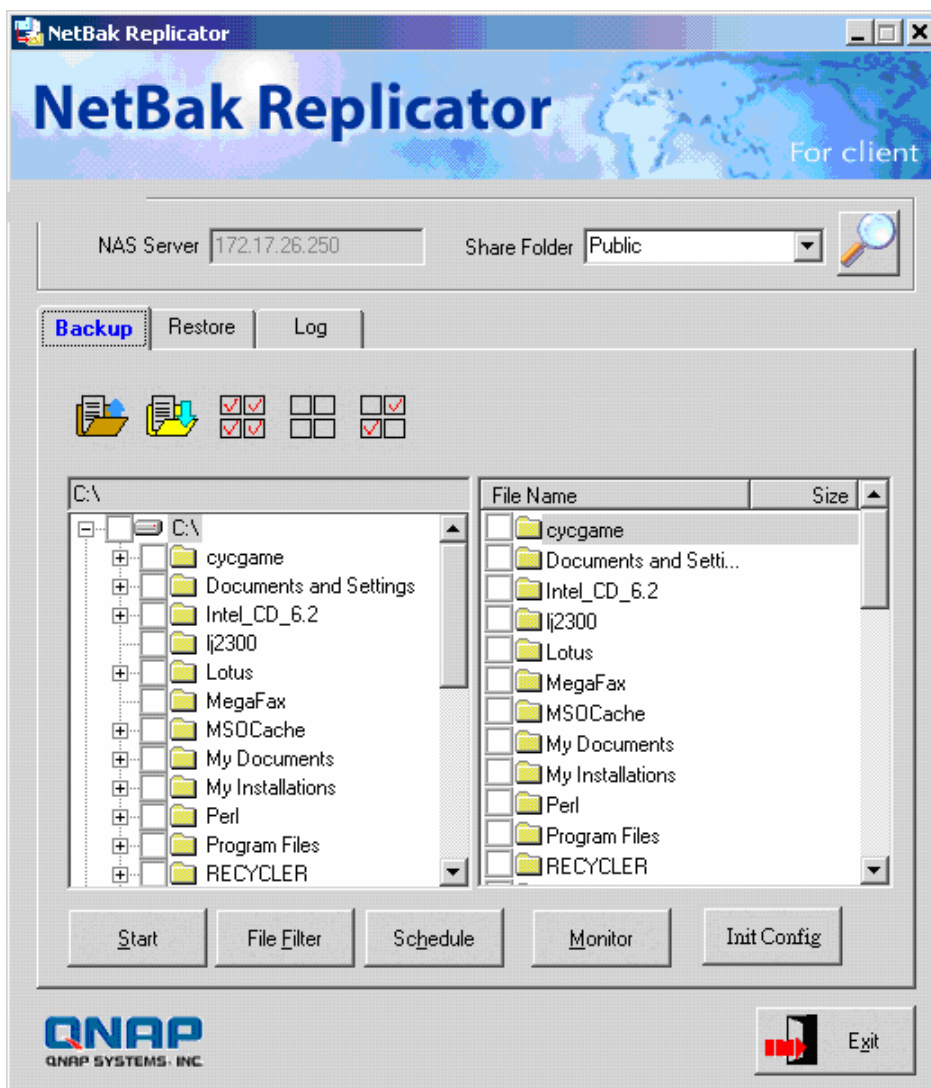 NetBak Replicator
NetBak Replicator
For client
NAS Server 172.17.26.250 Share Folder Public
Backup Restore Log
C:\
C:\
cycgame
Documents and Settings
Intel_CD_6.2
lj2300
Lotus
MegaFax
MSOCache
My Documents
My Installations
Perl
Program Files
RECYCLER
File Name Size
cycgame
Documents and Setti...
Intel_CD_6.2
lj2300
Lotus
MegaFax
MSOCache
My Documents
My Installations
Perl
Program Files
RECYCLER
Start File Filter Schedule Monitor Init Config
QNAP
QNAP SYSTEMS, INC.
Exit